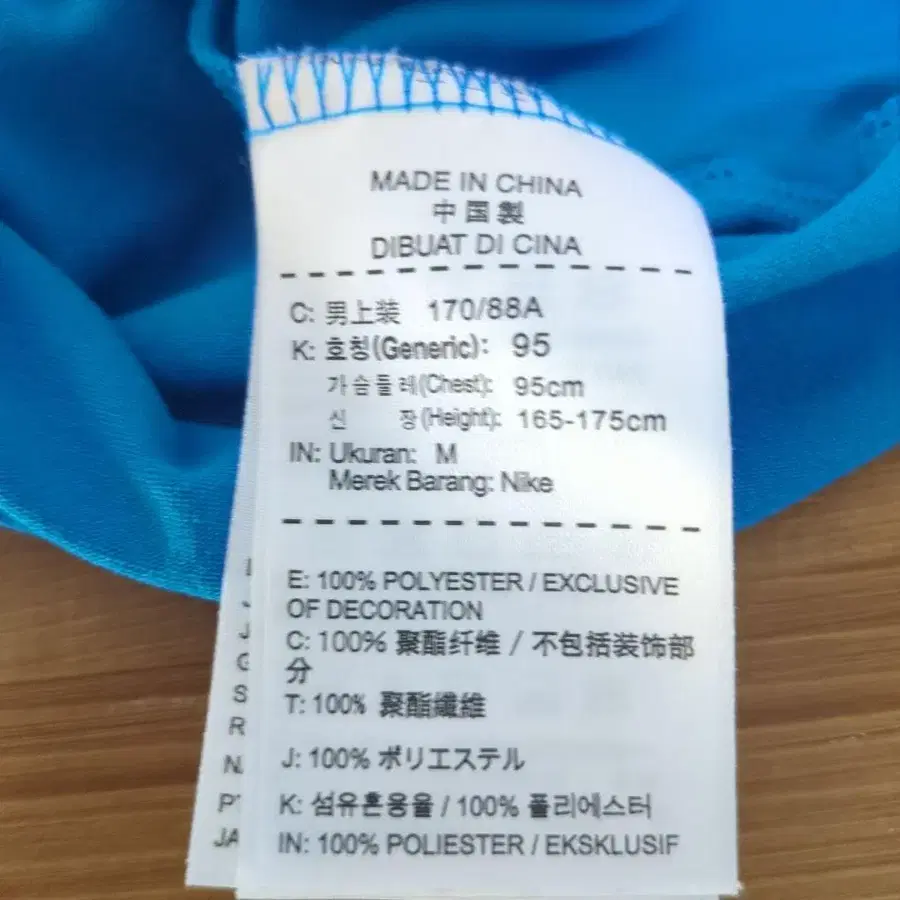 MADE IN CHINA
中国製
DIBUAT DI CINA
C: 男上装 170/88A
K: 호칭(Generic): 95
가슴둘레(Chest): 95cm
신 장(Height): 165-175cm
IN: Ukuran: M
Merek Barang: Nike
E: 100% POLYESTER / EXCLUSIVE
OF DECORATION
C: 100% 聚酯纤维 / 不包括装饰部
分
T: 100% 聚酯纖維
J: 100% ポリエステル
K: 섬유혼용율 / 100% 폴리에스터
IN: 100% POLIESTER / EKSKLUSIF
J
G
S
R
N
PT
JA